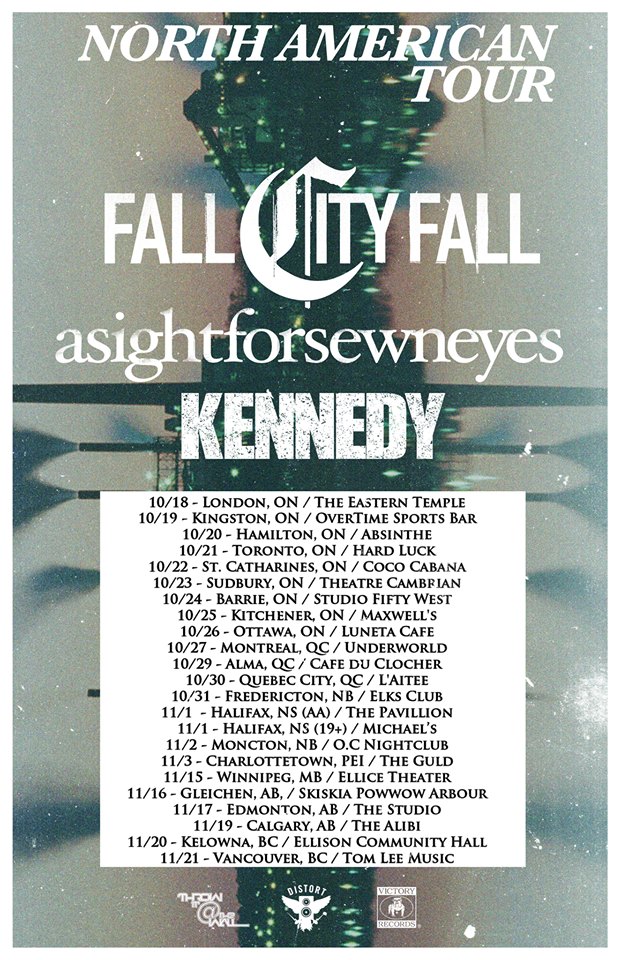 NORTH AMERICAN
TOUR
FALL CITY FALL
asightforsewneyes
KENNEDY
10/18 - London, ON / The Eastern Temple
10/19 - Kingston, ON / OverTime Sports Bar
10/20 - Hamilton, ON / Absinthe
10/21 - Toronto, ON / Hard Luck
10/22 - St. Catharines, ON / Coco Cabana
10/23 - Sudbury, ON / Theatre Cambrian
10/24 - Barrie, ON / Studio Fifty West
10/25 - Kitchener, ON / Maxwell's
10/26 - Ottawa, ON / Luneta Cafe
10/27 - Montreal, QC / Underworld
10/29 - Alma, QC / Cafe du Clocher
10/30 - Quebec City, QC / L'Aitee
10/31 - Fredericton, NB / Elks Club
11/1 - Halifax, NS (AA) / The Pavillion
11/1 - Halifax, NS (19+) / Michael's
11/2 - Moncton, NB / O.C Nightclub
11/3 - Charlottetown, PEI / The Guld
11/15 - Winnipeg, MB / Ellice Theater
11/16 - Gleichen, AB, / Skiskia Powwow Arbour
11/17 - Edmonton, AB / The Studio
11/19 - Calgary, AB / The Alibi
11/20 - Kelowna, BC / Ellison Community Hall
11/21 - Vancouver, BC / Tom Lee Music
THROW
IT
@ THE
WALL
DISTORT
VICTORY
RECORDS